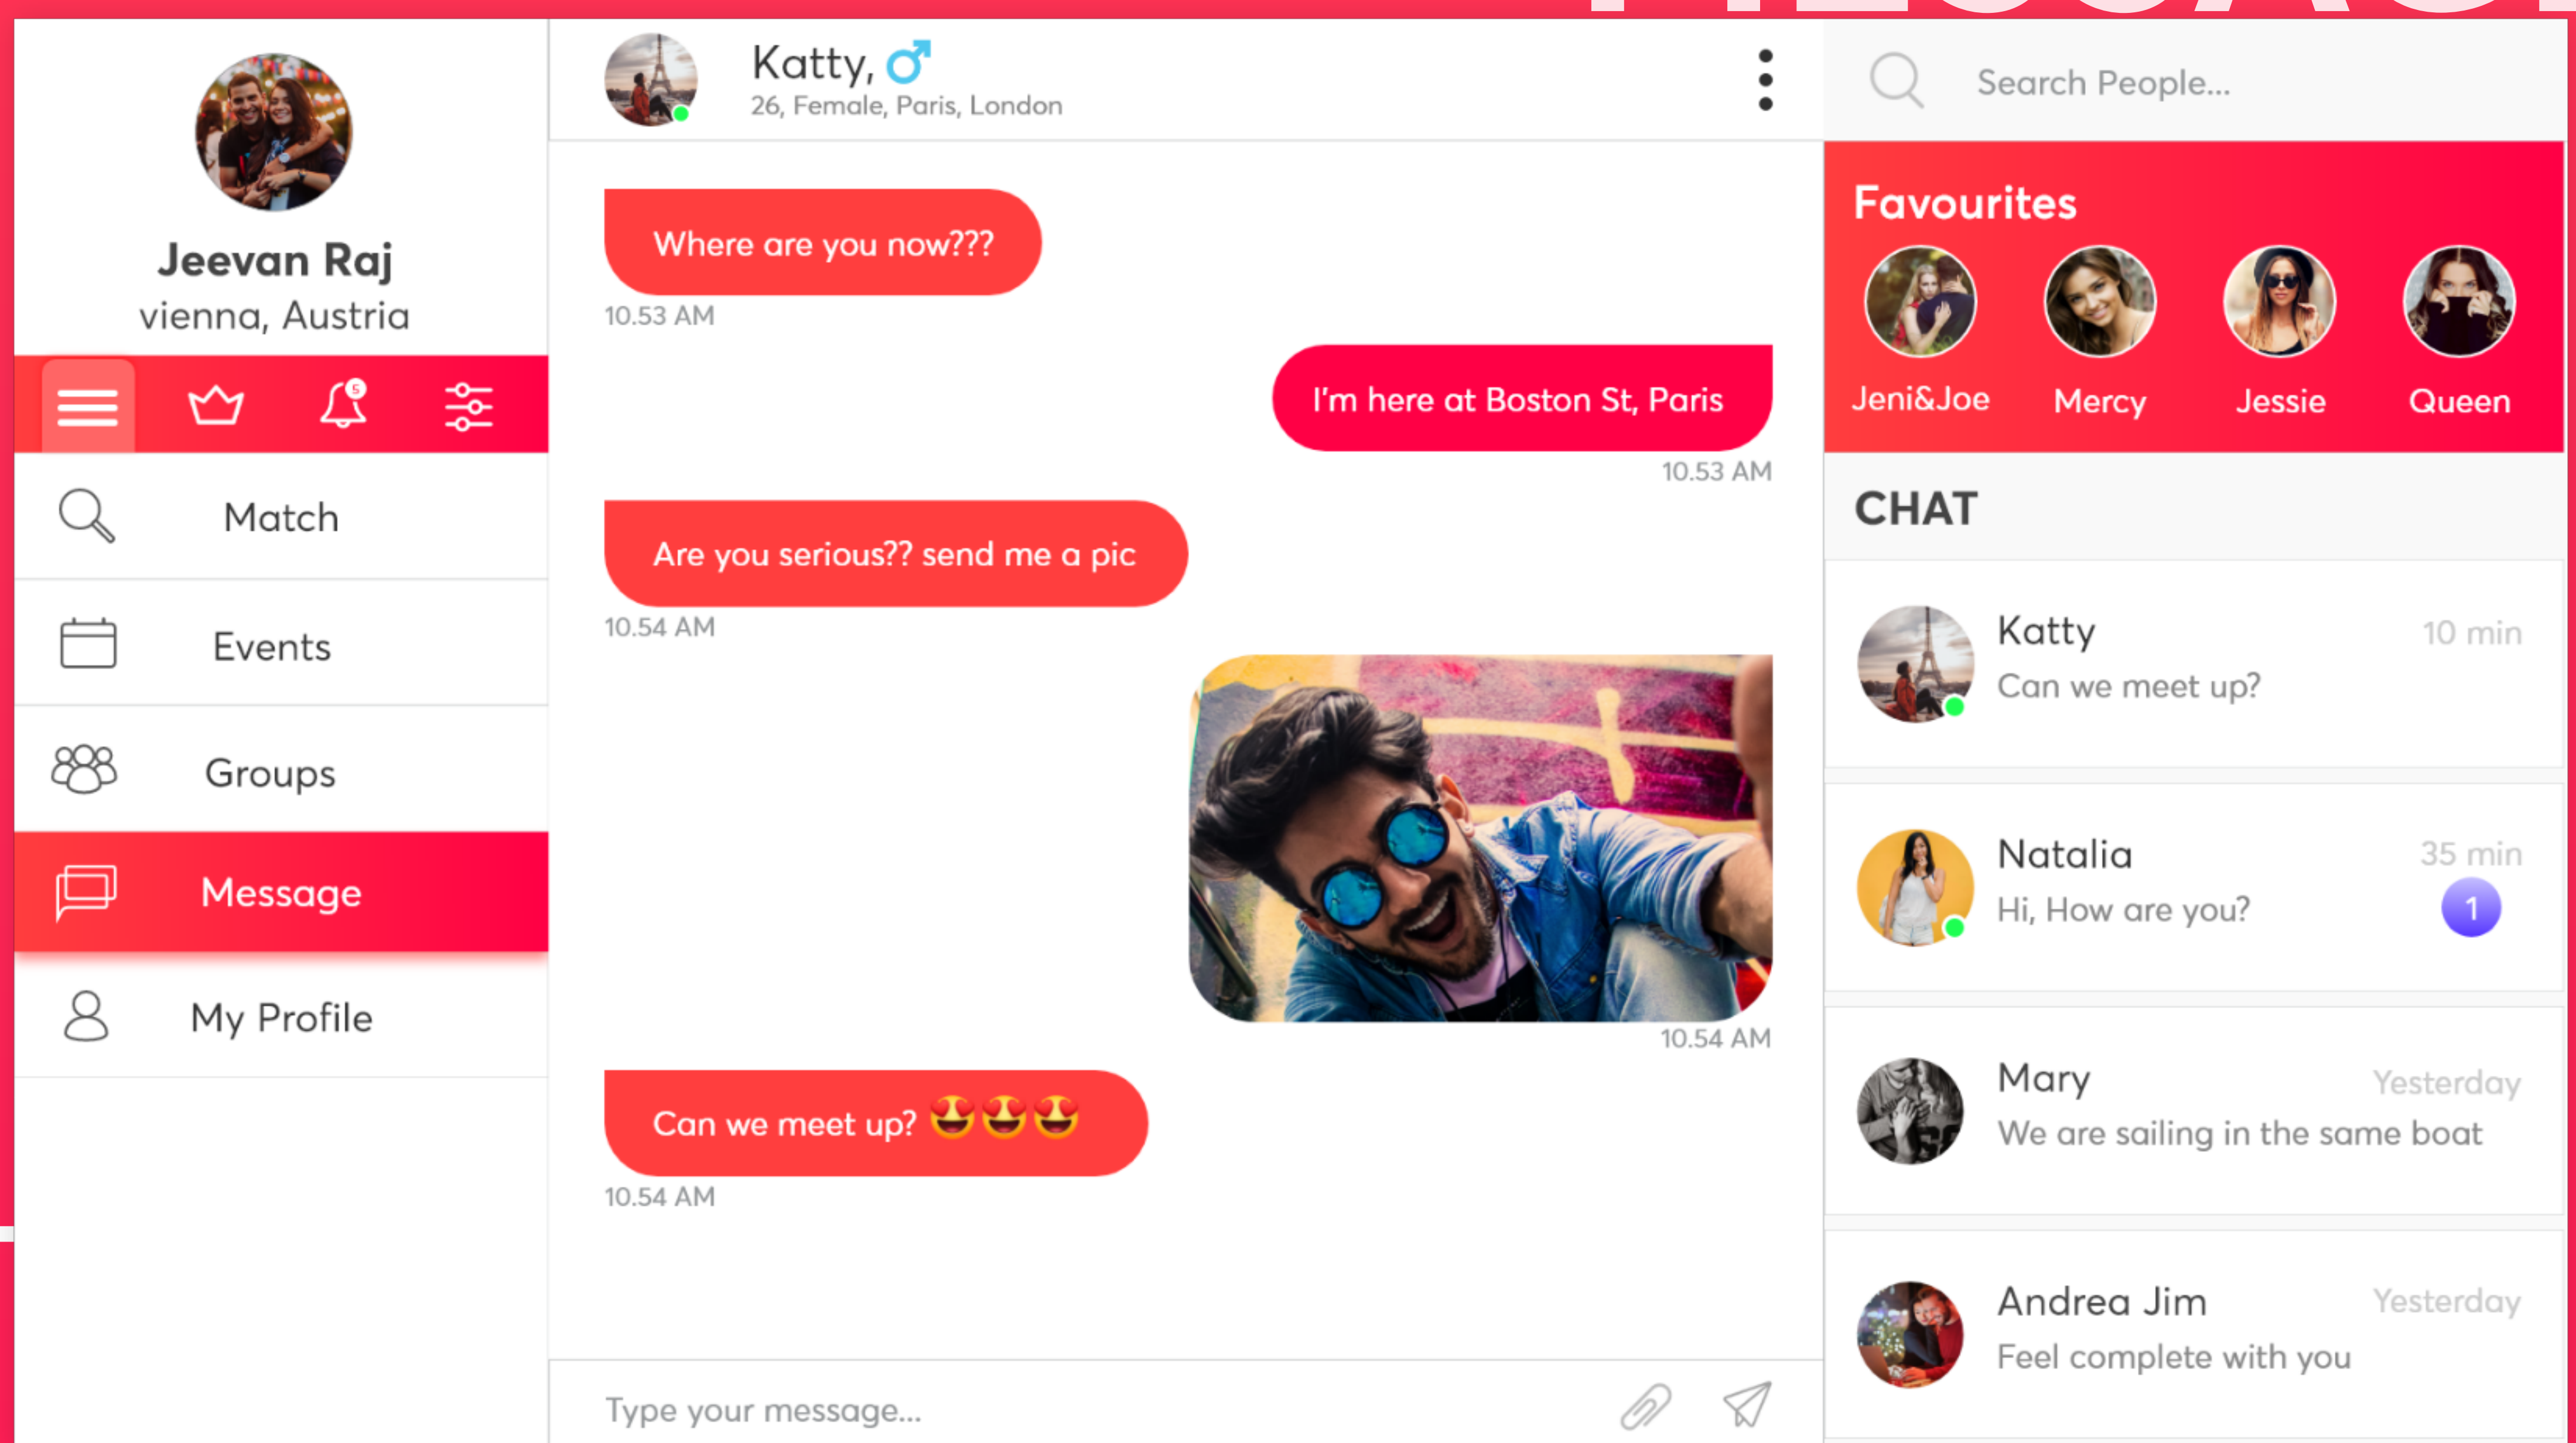 Jeevan Raj
vienna, Austria
5
Match
Events
Groups
Message
My Profile
Katty,
26, Female, Paris, London
Where are you now???
10.53 AM
I'm here at Boston St, Paris
10.53 AM
Are you serious?? send me a pic
10.54 AM
10.54 AM
Can we meet up? 😍😍😍
10.54 AM
Type your message...
Search People...
Favourites
Jeni&Joe
Mercy
Jessie
Queen
CHAT
Katty
10 min
Can we meet up?
Natalia
35 min
Hi, How are you?
1
Mary
Yesterday
We are sailing in the same boat
Andrea Jim
Yesterday
Feel complete with you